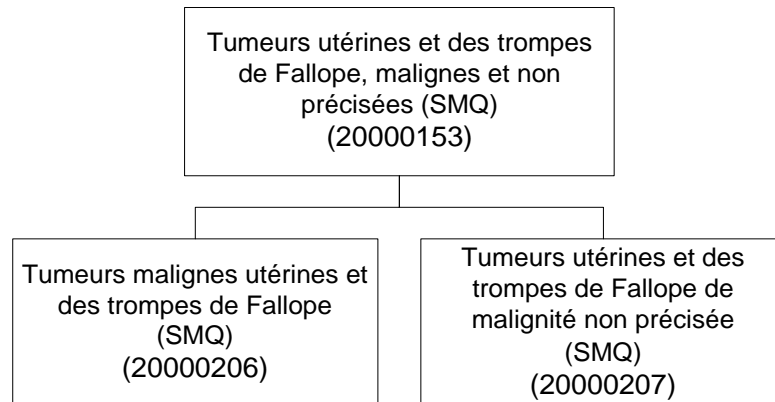 Tumeurs utérines et des trompes
de Fallope, malignes et non
précisées (SMQ)
(20000153)
Tumeurs malignes utérines et
des trompes de Fallope
(SMQ)
(20000206)
Tumeurs utérines et des
trompes de Fallope de
malignité non précisée
(SMQ)
(20000207)